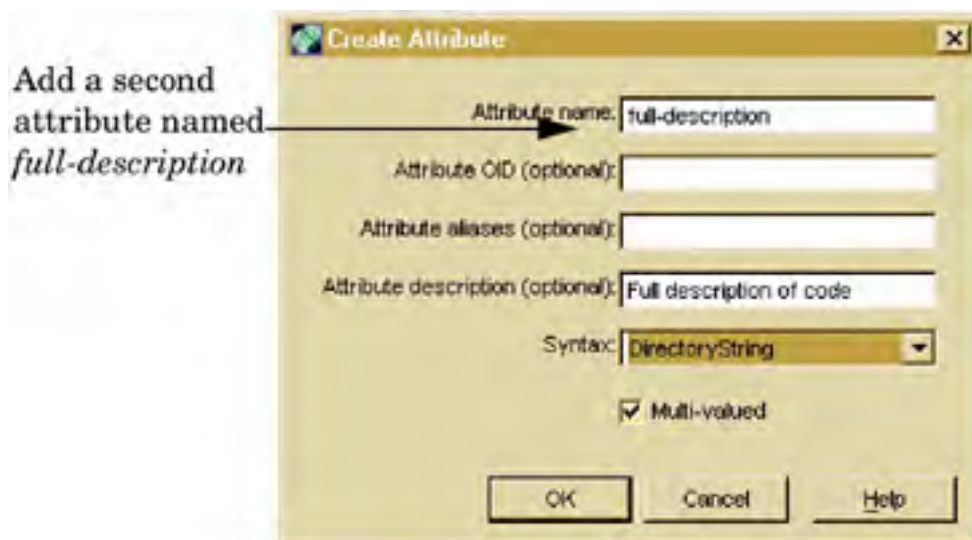 Add a second
attribute named
full-description
Create Attribute
Attribute name: full-description
Attribute OID (optional):
Attribute aliases (optional):
Attribute description (optional): Full description of code
Syntax: DirectoryString
Multi-valued
OK Cancel Help